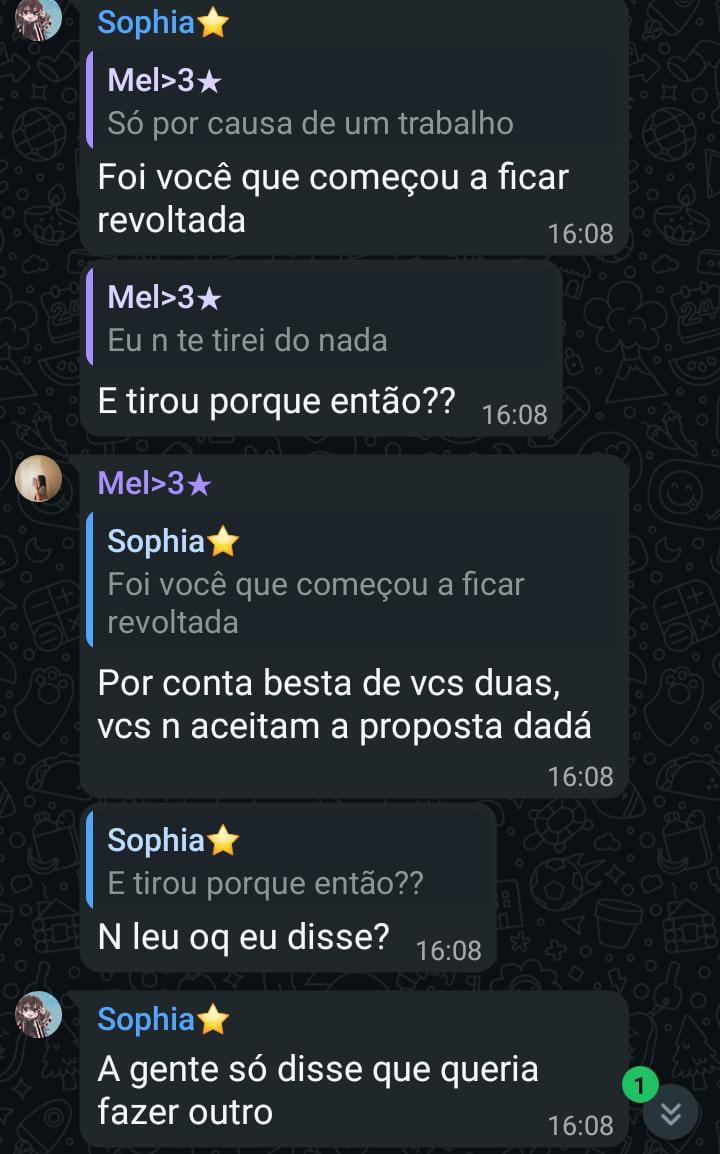 Sophia⭐
Mel>3★
Só por causa de um trabalho
Foi você que começou a ficar
revoltada
16:08
Mel>3★
Eu n te tirei do nada
E tirou porque então??
16:08
Mel>3★
Sophia⭐
Foi você que começou a ficar
revoltada
Por conta besta de vcs duas,
vcs n aceitam a proposta dadá
16:08
Sophia⭐
E tirou porque então??
N leu oq eu disse?
16:08
Sophia⭐
A gente só disse que queria
fazer outro
16:08
1